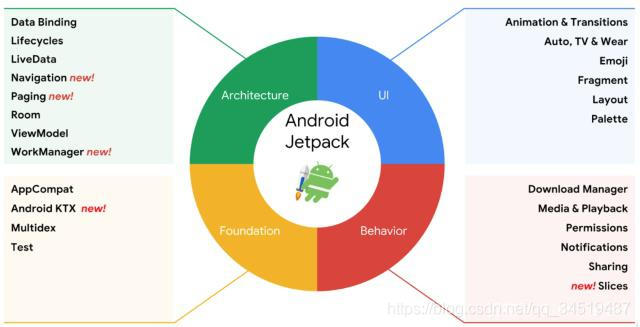 Data Binding
Lifecycles
LiveData
Navigation new!
Paging new!
Room
ViewModel
WorkManager new!
AppCompat
Android KTX new!
Multidex
Test
Architecture
UI
Android
Jetpack
Foundation
Behavior
Animation & Transitions
Auto, TV & Wear
Emoji
Fragment
Layout
Palette
Download Manager
Media & Playback
Permissions
Notifications
Sharing
new! Slices
https://blog.csdn.net/qq_34519487